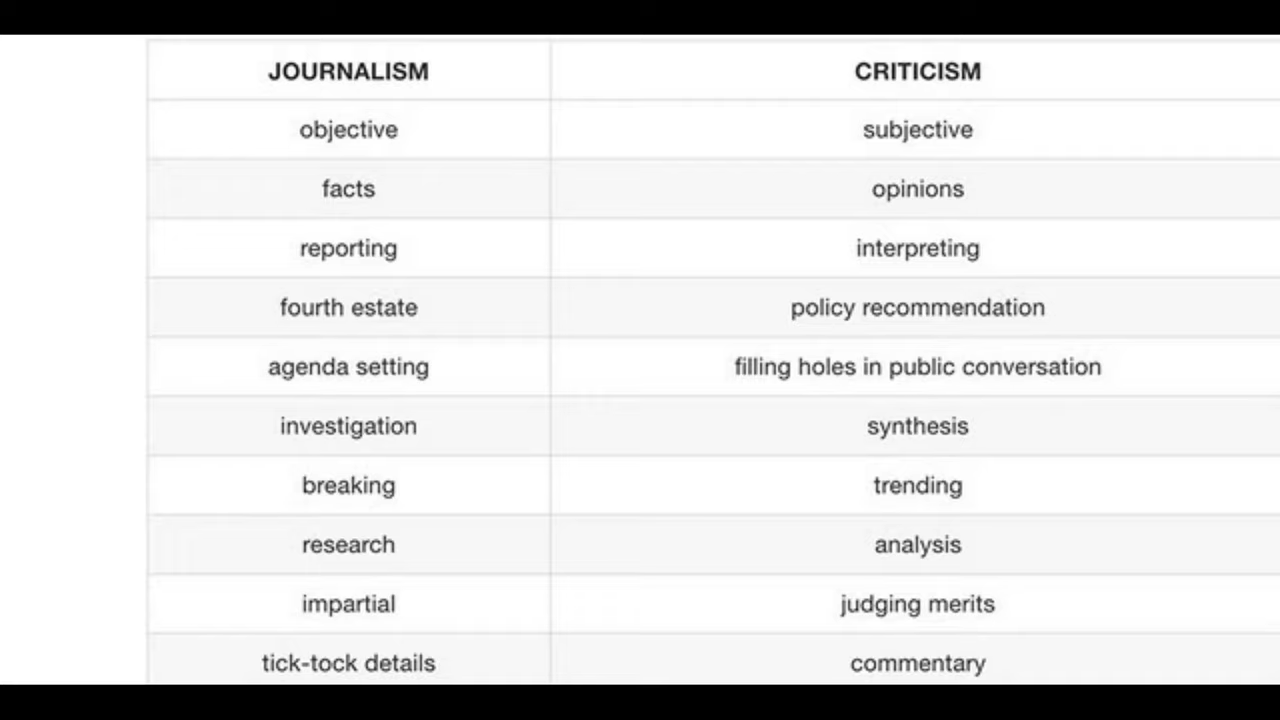 JOURNALISM CRITICISM
objective subjective
facts opinions
reporting interpreting
fourth estate policy recommendation
agenda setting filling holes in public conversation
investigation synthesis
breaking trending
research analysis
impartial judging merits
tick-tock details commentary